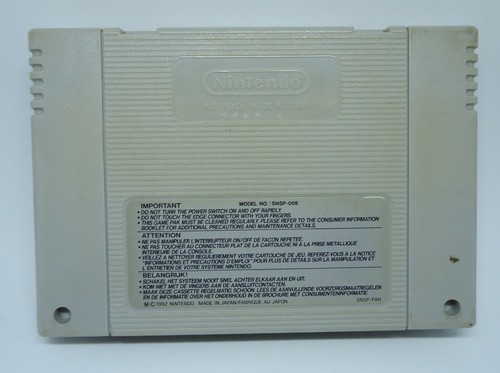 Nintendo
IMPORTANT
MODEL NO.: SNSP-006
• DO NOT TURN THE POWER SWITCH ON AND OFF RAPIDLY.
• DO NOT TOUCH THE EDGE CONNECTOR WITH YOUR FINGERS.
• THIS GAME PAK MUST BE CLEANED REGULARLY. PLEASE REFER TO THE CONSUMER INFORMATION
BOOKLET FOR ADDITIONAL PRECAUTIONS AND MAINTENANCE DETAILS.
ATTENTION
• NE PAS MANIPULER L'INTERRUPTEUR ON/OFF DE FAÇON REPETEE.
• NE PAS TOUCHER AU CONNECTEUR PLAT DE LA CARTOUCHE NI A LA PRISE METALLIQUE
INTERIEURE DE LA CONSOLE.
• VEILLEZ A NETTOYER REGULIEREMENT VOTRE CARTOUCHE DE JEU. REFEREZ-VOUS A LA NOTICE
"INFORMATIONS ET PRECAUTIONS D'EMPLOI" POUR PLUS DE DETAILS SUR LA MANIPULATION ET
L'ENTRETIEN DE VOTRE SYSTEME NINTENDO.
BELANGRIJK!
• SCHAKEL HET SYSTEEM NOOIT SNEL ACHTER ELKAAR AAN EN UIT.
• KOM NIET MET DE VINGERS AAN DE AANSLUITCONTACTEN.
• MAAK DEZE CASSETTE REGELMATIG SCHOON. LEES DE AANVULLENDE VOORZORGSMAATREGELEN
EN DE INFORMATIE OVER HET ONDERHOUD IN DE BROCHURE MET CONSUMENTENINFORMATIE.
1992 NINTENDO MADE IN JAPAN/FABRIQUE AU JAPON
SNSP-FAH